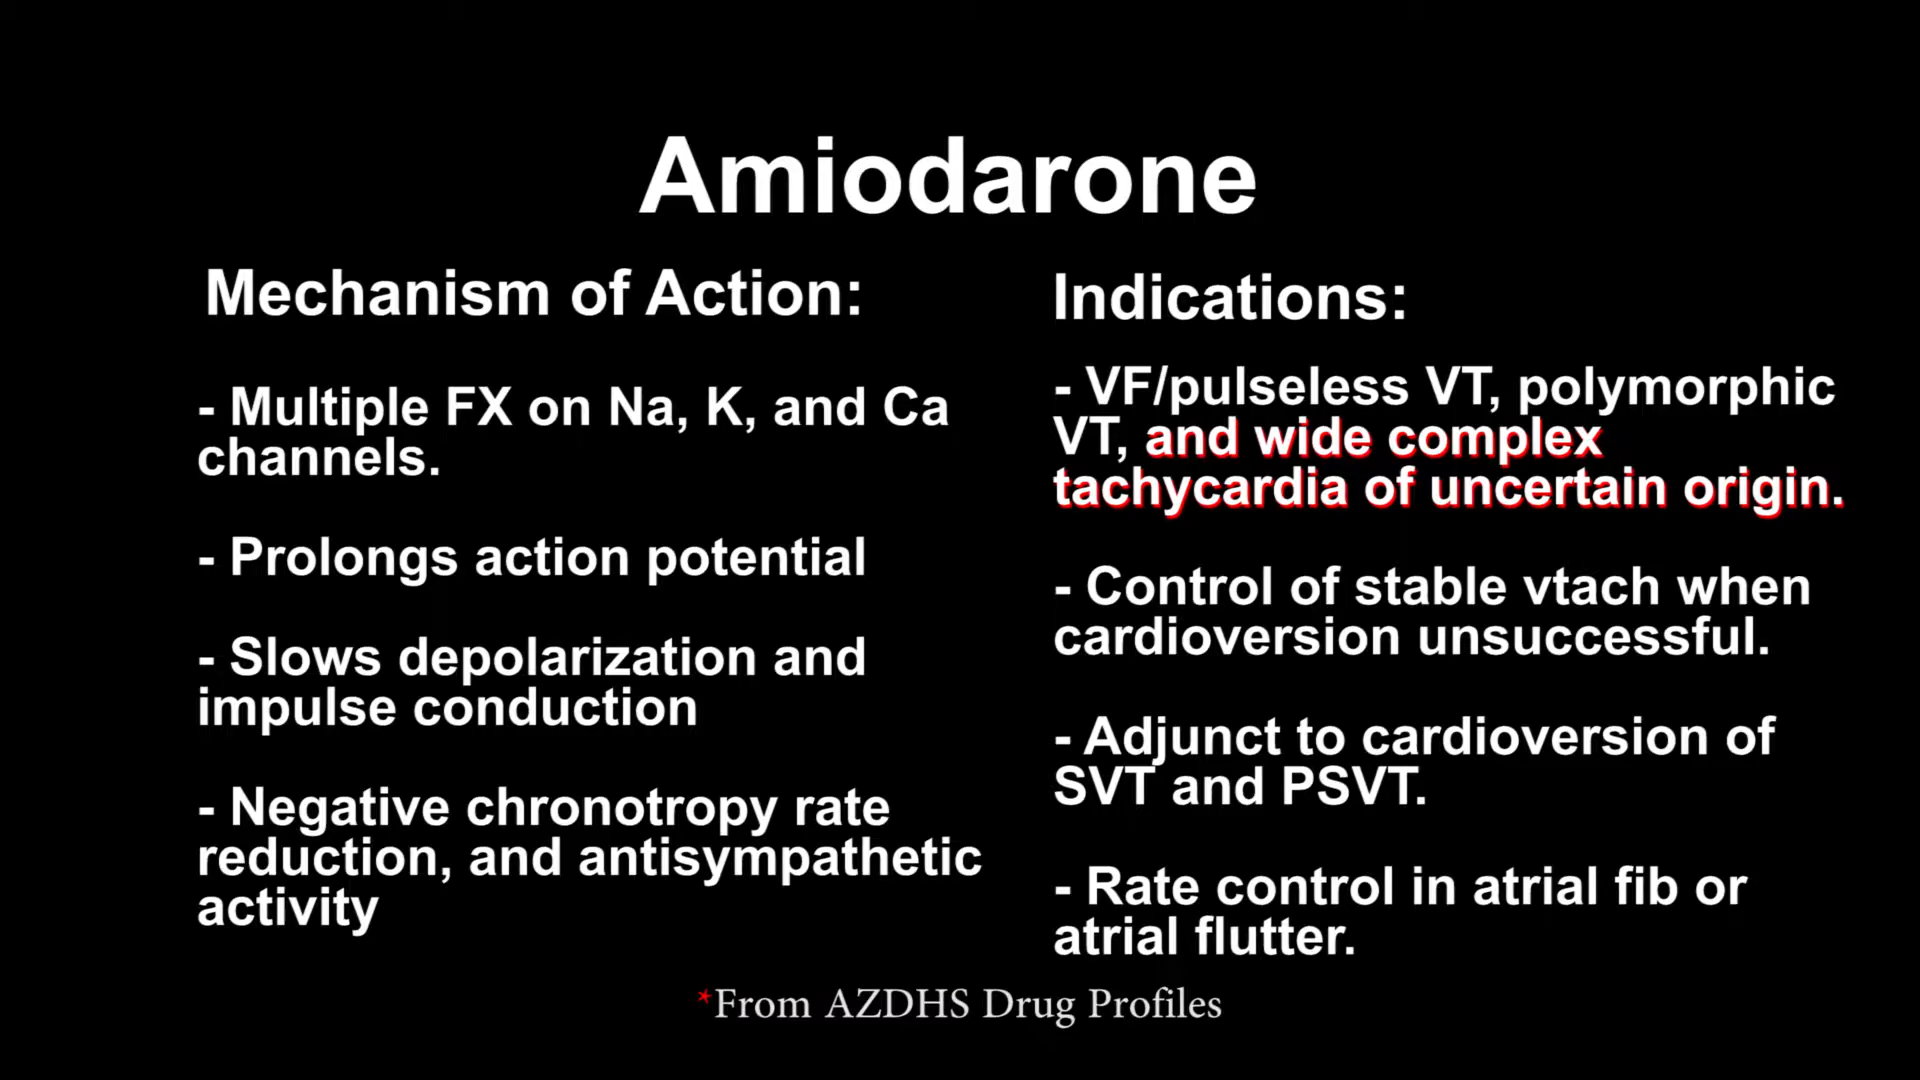 Amiodarone
Mechanism of Action:
- Multiple FX on Na, K, and Ca
channels.
- Prolongs action potential
- Slows depolarization and
impulse conduction
- Negative chronotropy rate
reduction, and antisympathetic
activity
Indications:
- VF/pulseless VT, polymorphic
VT, and wide complex
tachycardia of uncertain origin.
- Control of stable vtach when
cardioversion unsuccessful.
- Adjunct to cardioversion of
SVT and PSVT.
- Rate control in atrial fib or
atrial flutter.
*From AZDHS Drug Profiles